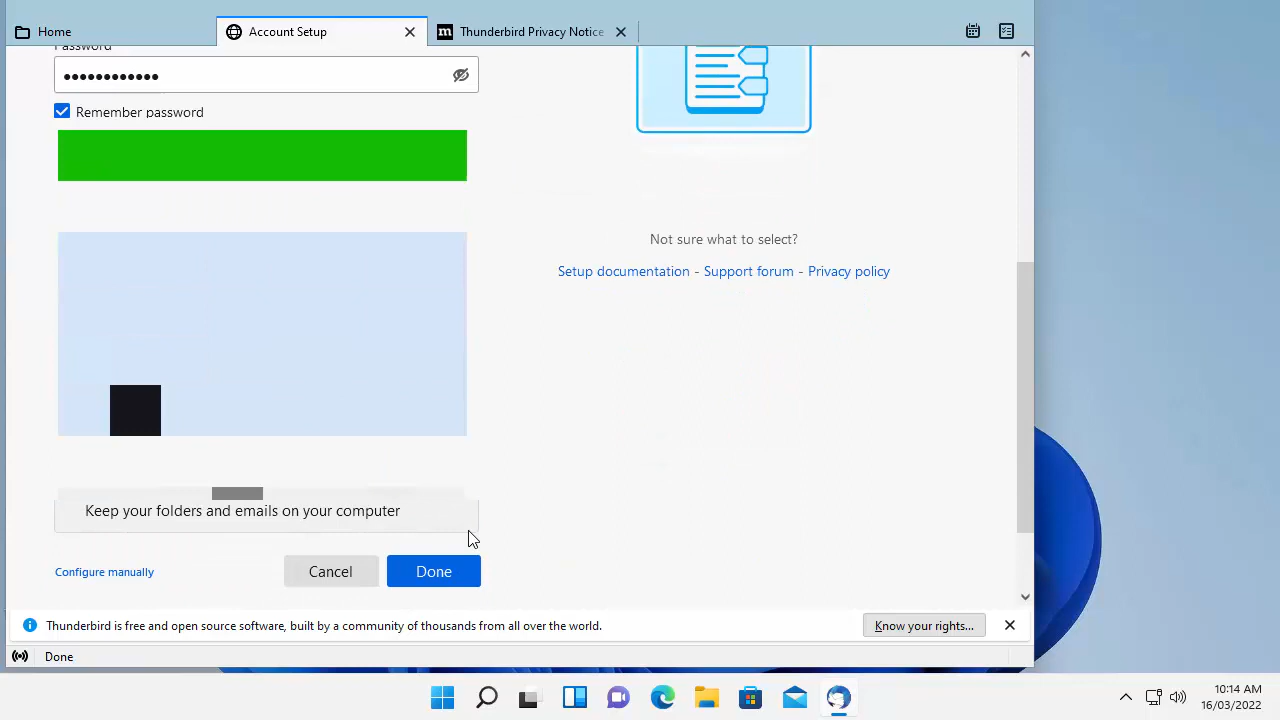 Home
Account Setup
Thunderbird Privacy Notice
Password
Remember password
Not sure what to select?
Setup documentation - Support forum - Privacy policy
Keep your folders and emails on your computer
Configure manually
Cancel
Done
Thunderbird is free and open source software, built by a community of thousands from all over the world.
Know your rights...
Done
10:14 AM
16/03/2022